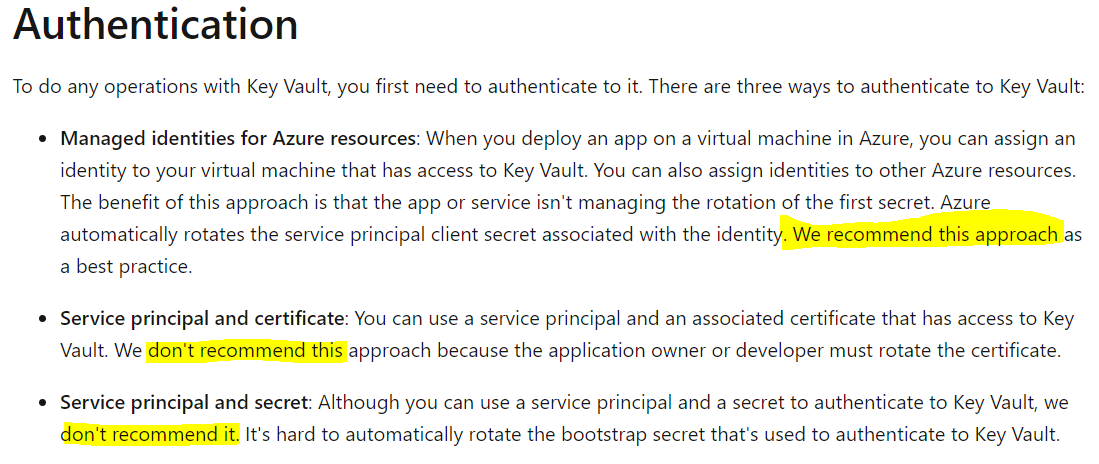 Authentication
To do any operations with Key Vault, you first need to authenticate to it. There are three ways to authenticate to Key Vault:
• Managed identities for Azure resources: When you deploy an app on a virtual machine in Azure, you can assign an
identity to your virtual machine that has access to Key Vault. You can also assign identities to other Azure resources.
The benefit of this approach is that the app or service isn't managing the rotation of the first secret. Azure
automatically rotates the service principal client secret associated with the identity. We recommend this approach as
a best practice.
• Service principal and certificate: You can use a service principal and an associated certificate that has access to Key
Vault. We don't recommend this approach because the application owner or developer must rotate the certificate.
• Service principal and secret: Although you can use a service principal and a secret to authenticate to Key Vault, we
don't recommend it. It's hard to automatically rotate the bootstrap secret that's used to authenticate to Key Vault.